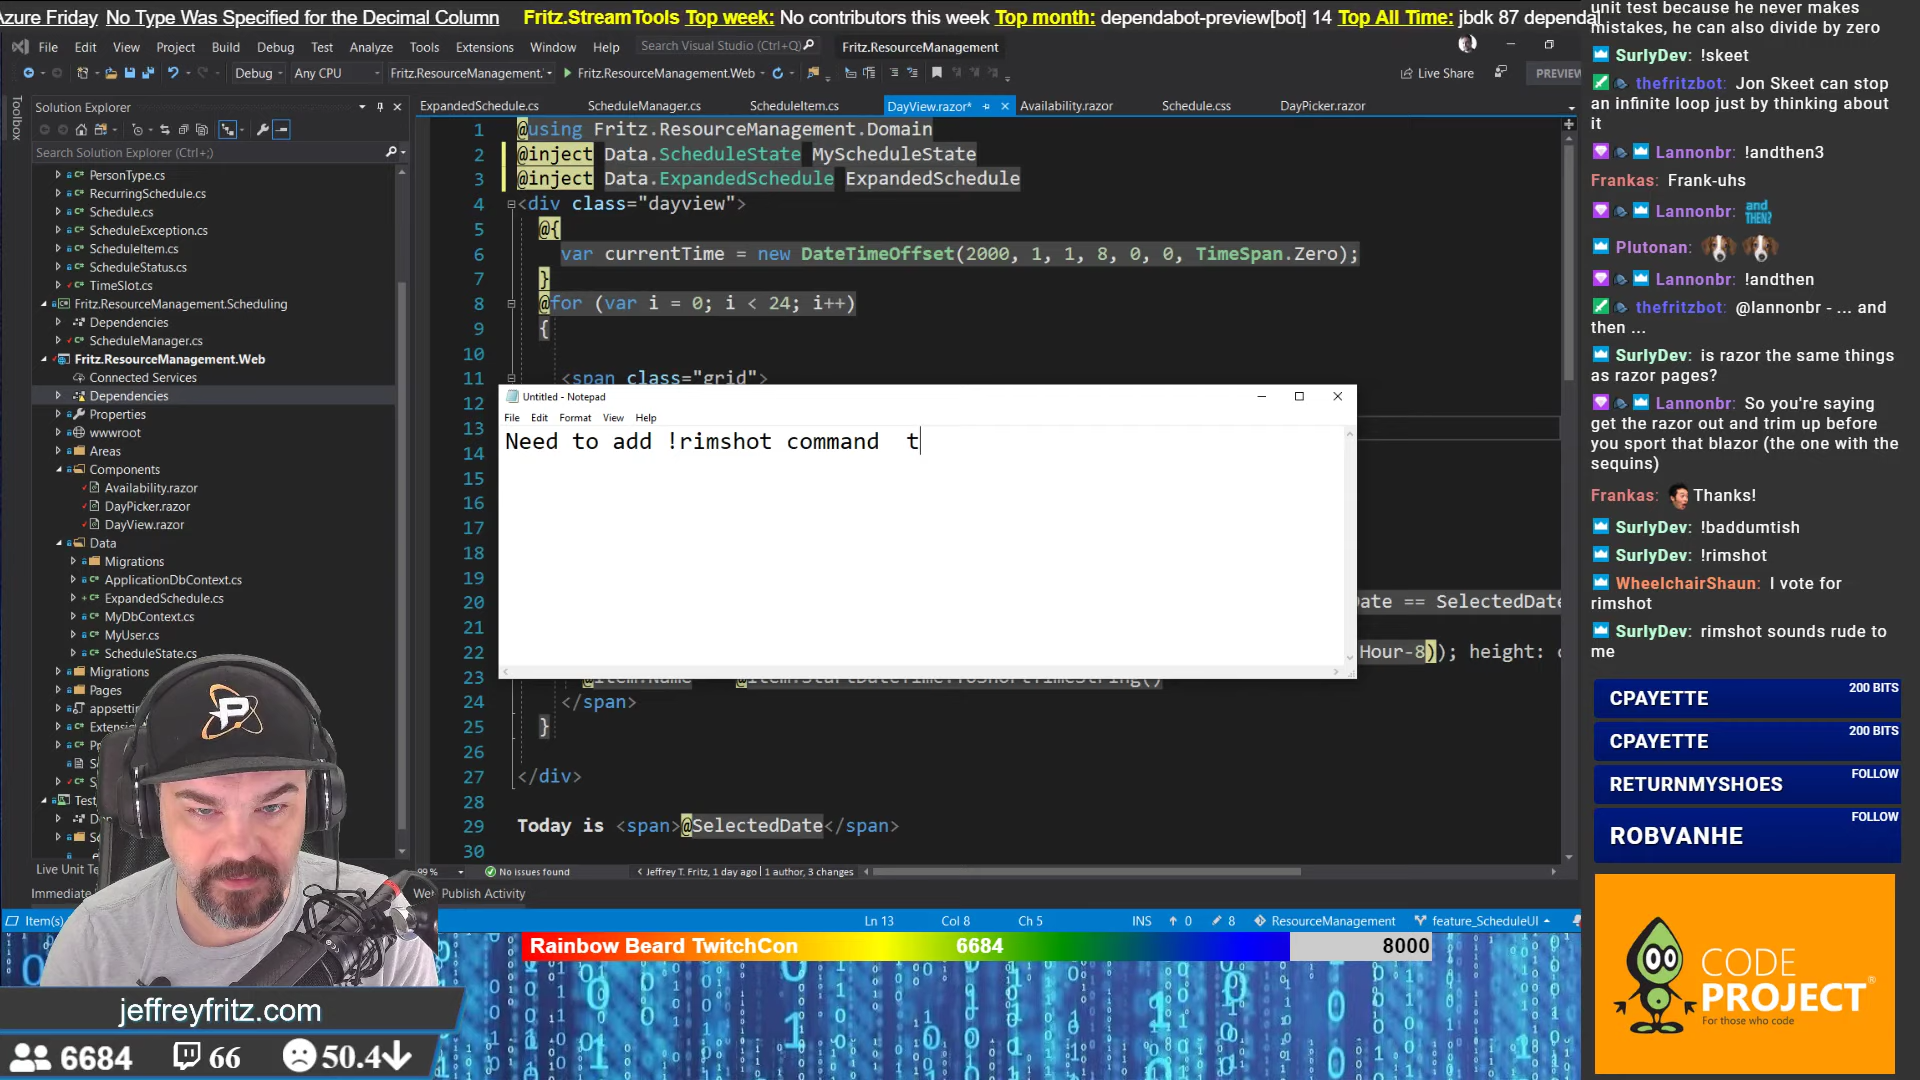 Azure Friday No Type Was Specified for the Decimal Column Fritz.StreamTools Top week: No contributors this week Top month: dependabot-preview[bot] 14 Top All Time: jbdk 87 dependa
File Edit View Project Build Debug Test Analyze Tools Extensions Window Help Search Visual Studio (Ctrl+Q) Fritz.ResourceManagement
Debug Any CPU Fritz.ResourceManagement. Fritz.ResourceManagement.Web Live Share PREVIEW
Toolbox
Solution Explorer
Search Solution Explorer (Ctrl+;)
PersonType.cs
RecurringSchedule.cs
Schedule.cs
ScheduleException.cs
ScheduleItem.cs
ScheduleStatus.cs
TimeSlot.cs
Fritz.ResourceManagement.Scheduling
Dependencies
ScheduleManager.cs
Fritz.ResourceManagement.Web
Connected Services
Dependencies
Properties
wwwroot
Areas
Components
Availability.razor
DayPicker.razor
DayView.razor
Data
Migrations
ApplicationDbContext.cs
ExpandedSchedule.cs
MyDbContext.cs
MyUser.cs
ScheduleState.cs
Migrations
Pages
appsettin
Extensi
Test
Live Unit Te
Immedia
ExpandedSchedule.cs ScheduleManager.cs ScheduleItem.cs DayView.razor* Availability.razor Schedule.css DayPicker.razor
1 @using Fritz.ResourceManagement.Domain
2 @inject Data.ScheduleState MyScheduleState
3 @inject Data.ExpandedSchedule ExpandedSchedule
4 <div class="dayview">
5 @{
6 var currentTime = new DateTimeOffset(2000, 1, 1, 8, 0, 0, TimeSpan.Zero);
7 }
8 @for (var i = 0; i < 24; i++)
9 {
10
11 <span class="grid">
12
13
14
15
16
17
18
19
20 ate == SelectedDate
21
22 Hour-8)); height:
23 @item.Name @item.StartDateTime.ToShortTimeString()
24 </span>
25 }
26
27 </div>
28
29 Today is <span>@SelectedDate</span>
30
Untitled - Notepad
File Edit Format View Help
Need to add !rimshot command  t
99 % No issues found Jeffrey T. Fritz, 1 day ago | 1 author, 3 changes
Publish Activity
Item(s) Ln 13 Col 8 Ch 5 INS 0 8 ResourceManagement feature_ScheduleUI
Rainbow Beard TwitchCon 6684 8000
jeffreyfritz.com
6684 66 50.4
unit test because he never makes
mistakes, he can also divide by zero
SurlyDev: !skeet
thefritzbot: Jon Skeet can stop
an infinite loop just by thinking about
it
Lannonbr: !andthen3
Frankas: Frank-uhs
Lannonbr: and THEN?
Plutonan:
Lannonbr: !andthen
thefritzbot: @lannonbr - ... and
then ...
SurlyDev: is razor the same things
as razor pages?
Lannonbr: So you're saying
get the razor out and trim up before
you sport that blazor (the one with the
sequins)
Frankas: Thanks!
SurlyDev: !baddumtish
SurlyDev: !rimshot
WheelchairShaun: I vote for
rimshot
SurlyDev: rimshot sounds rude to
me
CPAYETTE 200 BITS
CPAYETTE 200 BITS
RETURNMYSHOES FOLLOW
ROBVANHE FOLLOW
CODE
PROJECT®
For those who code